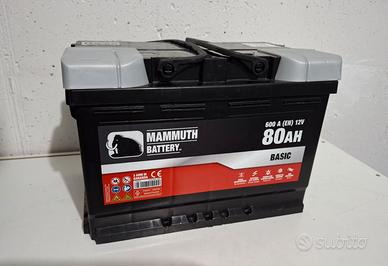 600 A (EN) 12V
MAMMUTH
BATTERY.
80AH
BASIC
subito